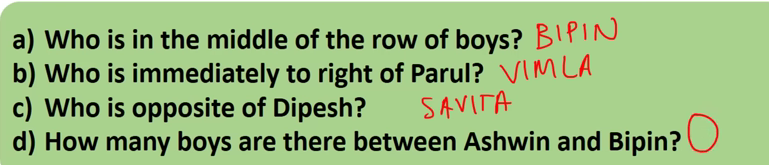 a) Who is in the middle of the row of boys? BIPIN
b) Who is immediately to right of Parul? VIMLA
c) Who is opposite of Dipesh? SAVITA
d) How many boys are there between Ashwin and Bipin? 0